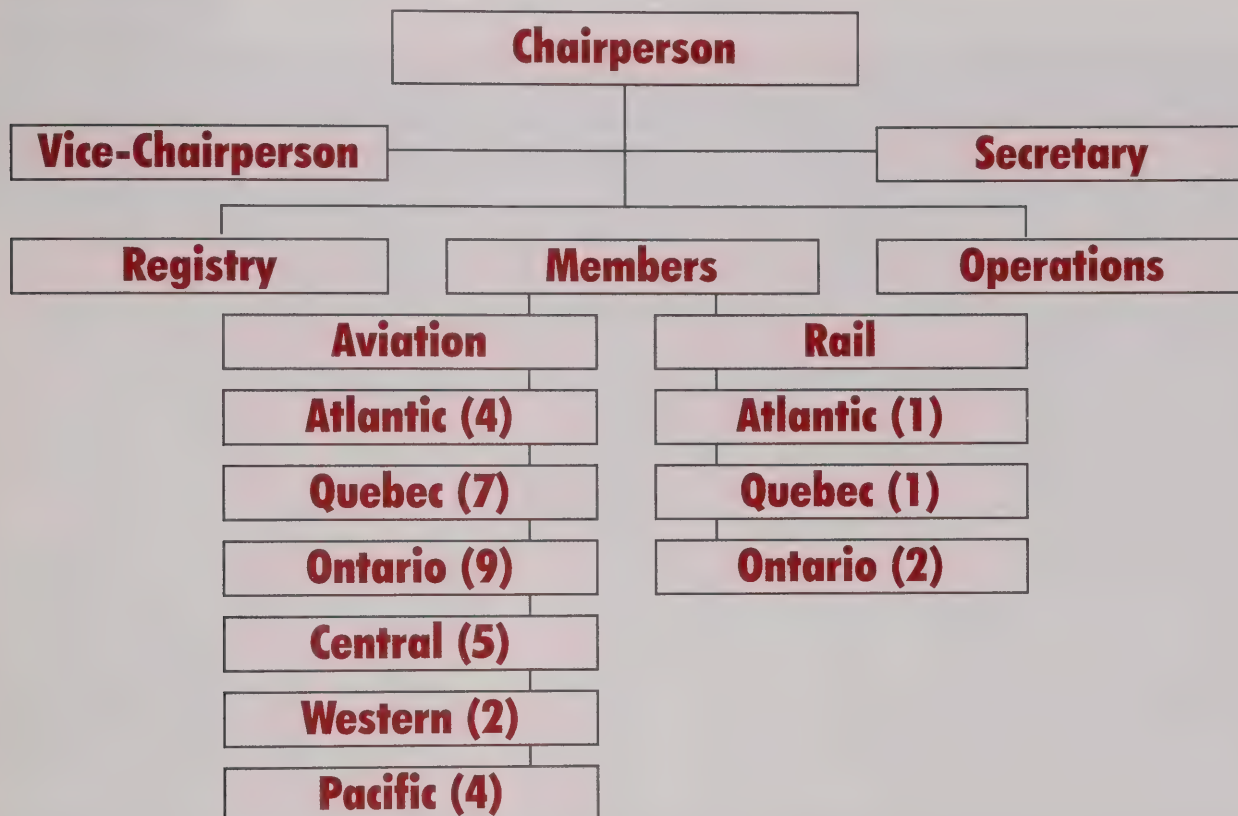 Chairperson
Vice-Chairperson
Secretary
Registry
Members
Operations
Aviation
Rail
Atlantic (4)
Atlantic (1)
Quebec (7)
Quebec (1)
Ontario (9)
Ontario (2)
Central (5)
Western (2)
Pacific (4)